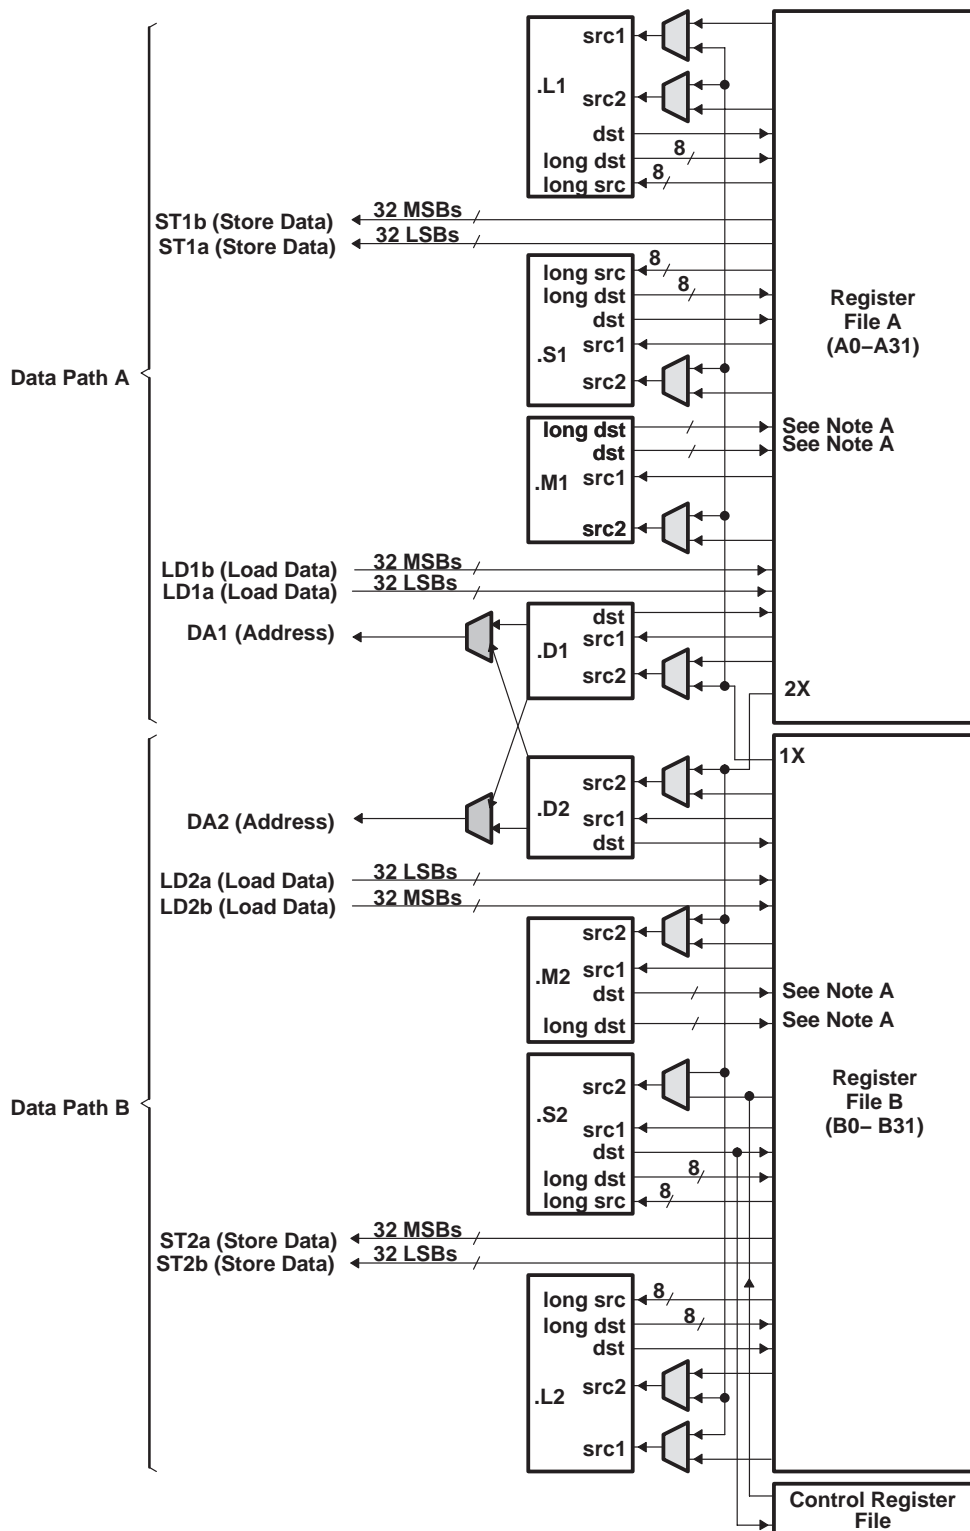 src1
.L1
src2
dst
long dst
8
long src
8
ST1b (Store Data)
32 MSBs
ST1a (Store Data)
32 LSBs
long src
8
long dst
8
dst
.S1
src1
src2
Register
File A
(A0–A31)
Data Path A
long dst
See Note A
dst
See Note A
.M1
src1
src2
LD1b (Load Data)
32 MSBs
LD1a (Load Data)
32 LSBs
DA1 (Address)
dst
src1
.D1
src2
2X
1X
src2
.D2
src1
dst
DA2 (Address)
LD2a (Load Data)
32 LSBs
LD2b (Load Data)
32 MSBs
src2
src1
.M2
dst
See Note A
long dst
See Note A
Register
File B
(B0– B31)
Data Path B
src2
.S2
src1
dst
long dst
8
long src
8
ST2a (Store Data)
32 MSBs
ST2b (Store Data)
32 LSBs
long src
8
long dst
8
dst
.L2
src2
src1
Control Register
File